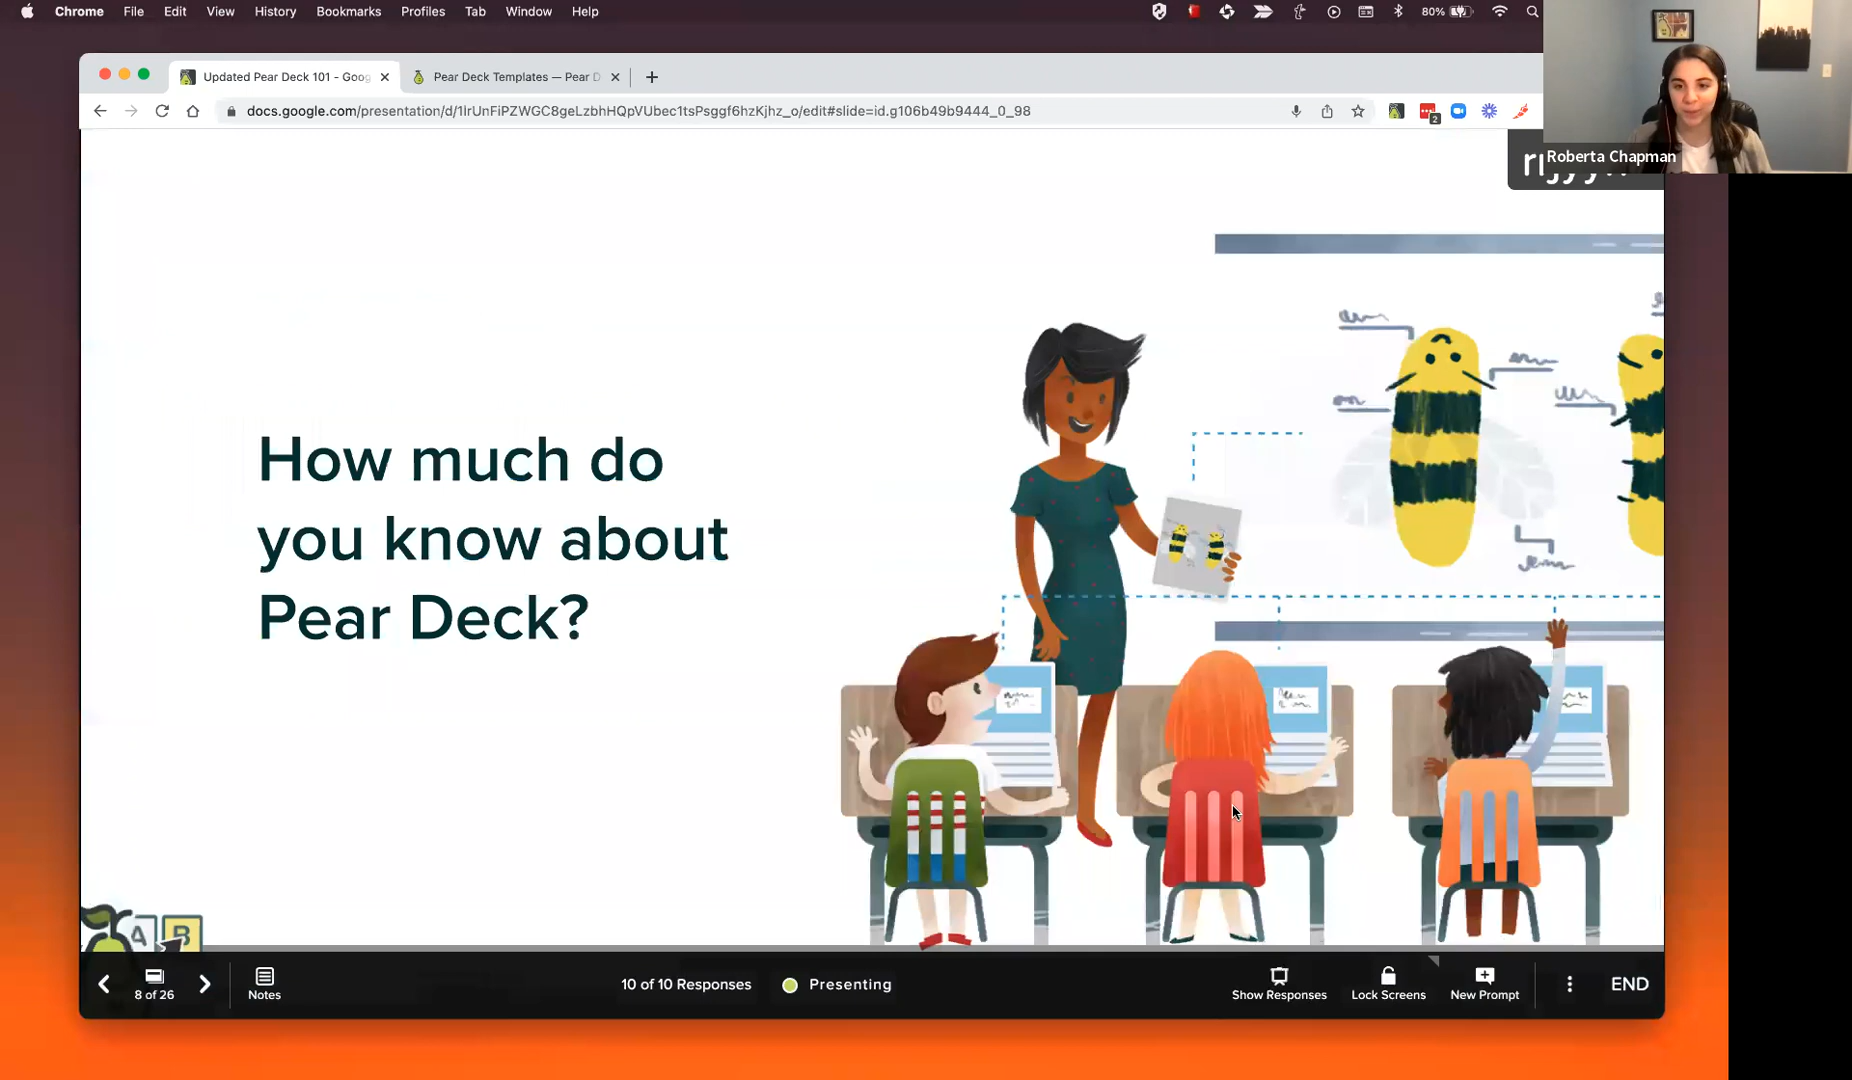 Chrome File Edit View History Bookmarks Profiles Tab Window Help
80%
Updated Pear Deck 101 - Goog
Pear Deck Templates — Pear D
docs.google.com/presentation/d/1IrUnFiPZWGC8geLzbhHQpVUbec1tsPsggf6hzKjhz_o/edit#slide=id.g106b49b9444_0_98
2
Roberta Chapman
How much do
you know about
Pear Deck?
A B
8 of 26
Notes
10 of 10 Responses
Presenting
Show Responses
Lock Screens
New Prompt
END